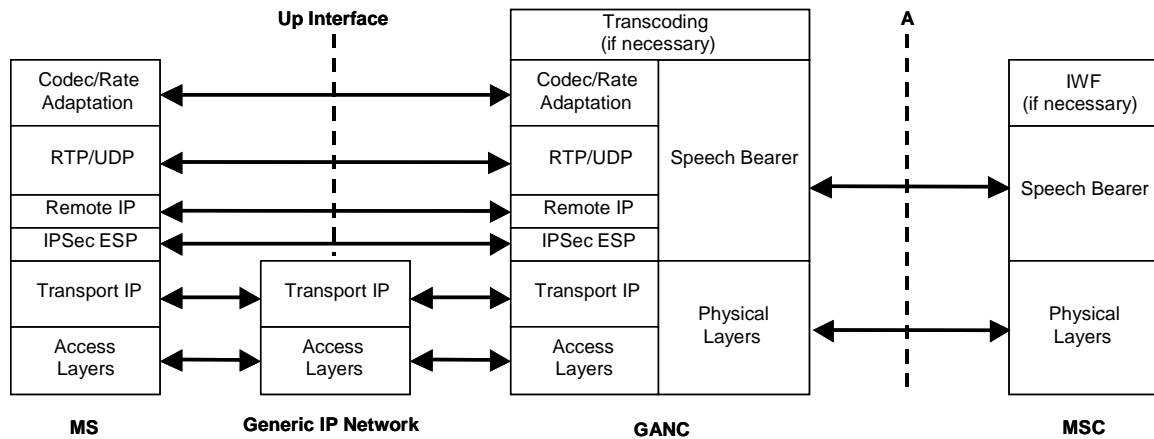 Up Interface
A
Transcoding
(if necessary)
Codec/Rate
Adaptation
RTP/UDP
Remote IP
IPSec ESP
Transport IP
Access
Layers
MS
Transport IP
Access
Layers
Generic IP Network
Codec/Rate
Adaptation
RTP/UDP
Remote IP
IPSec ESP
Transport IP
Access
Layers
Speech Bearer
Physical
Layers
GANC
IWF
(if necessary)
Speech Bearer
Physical
Layers
MSC